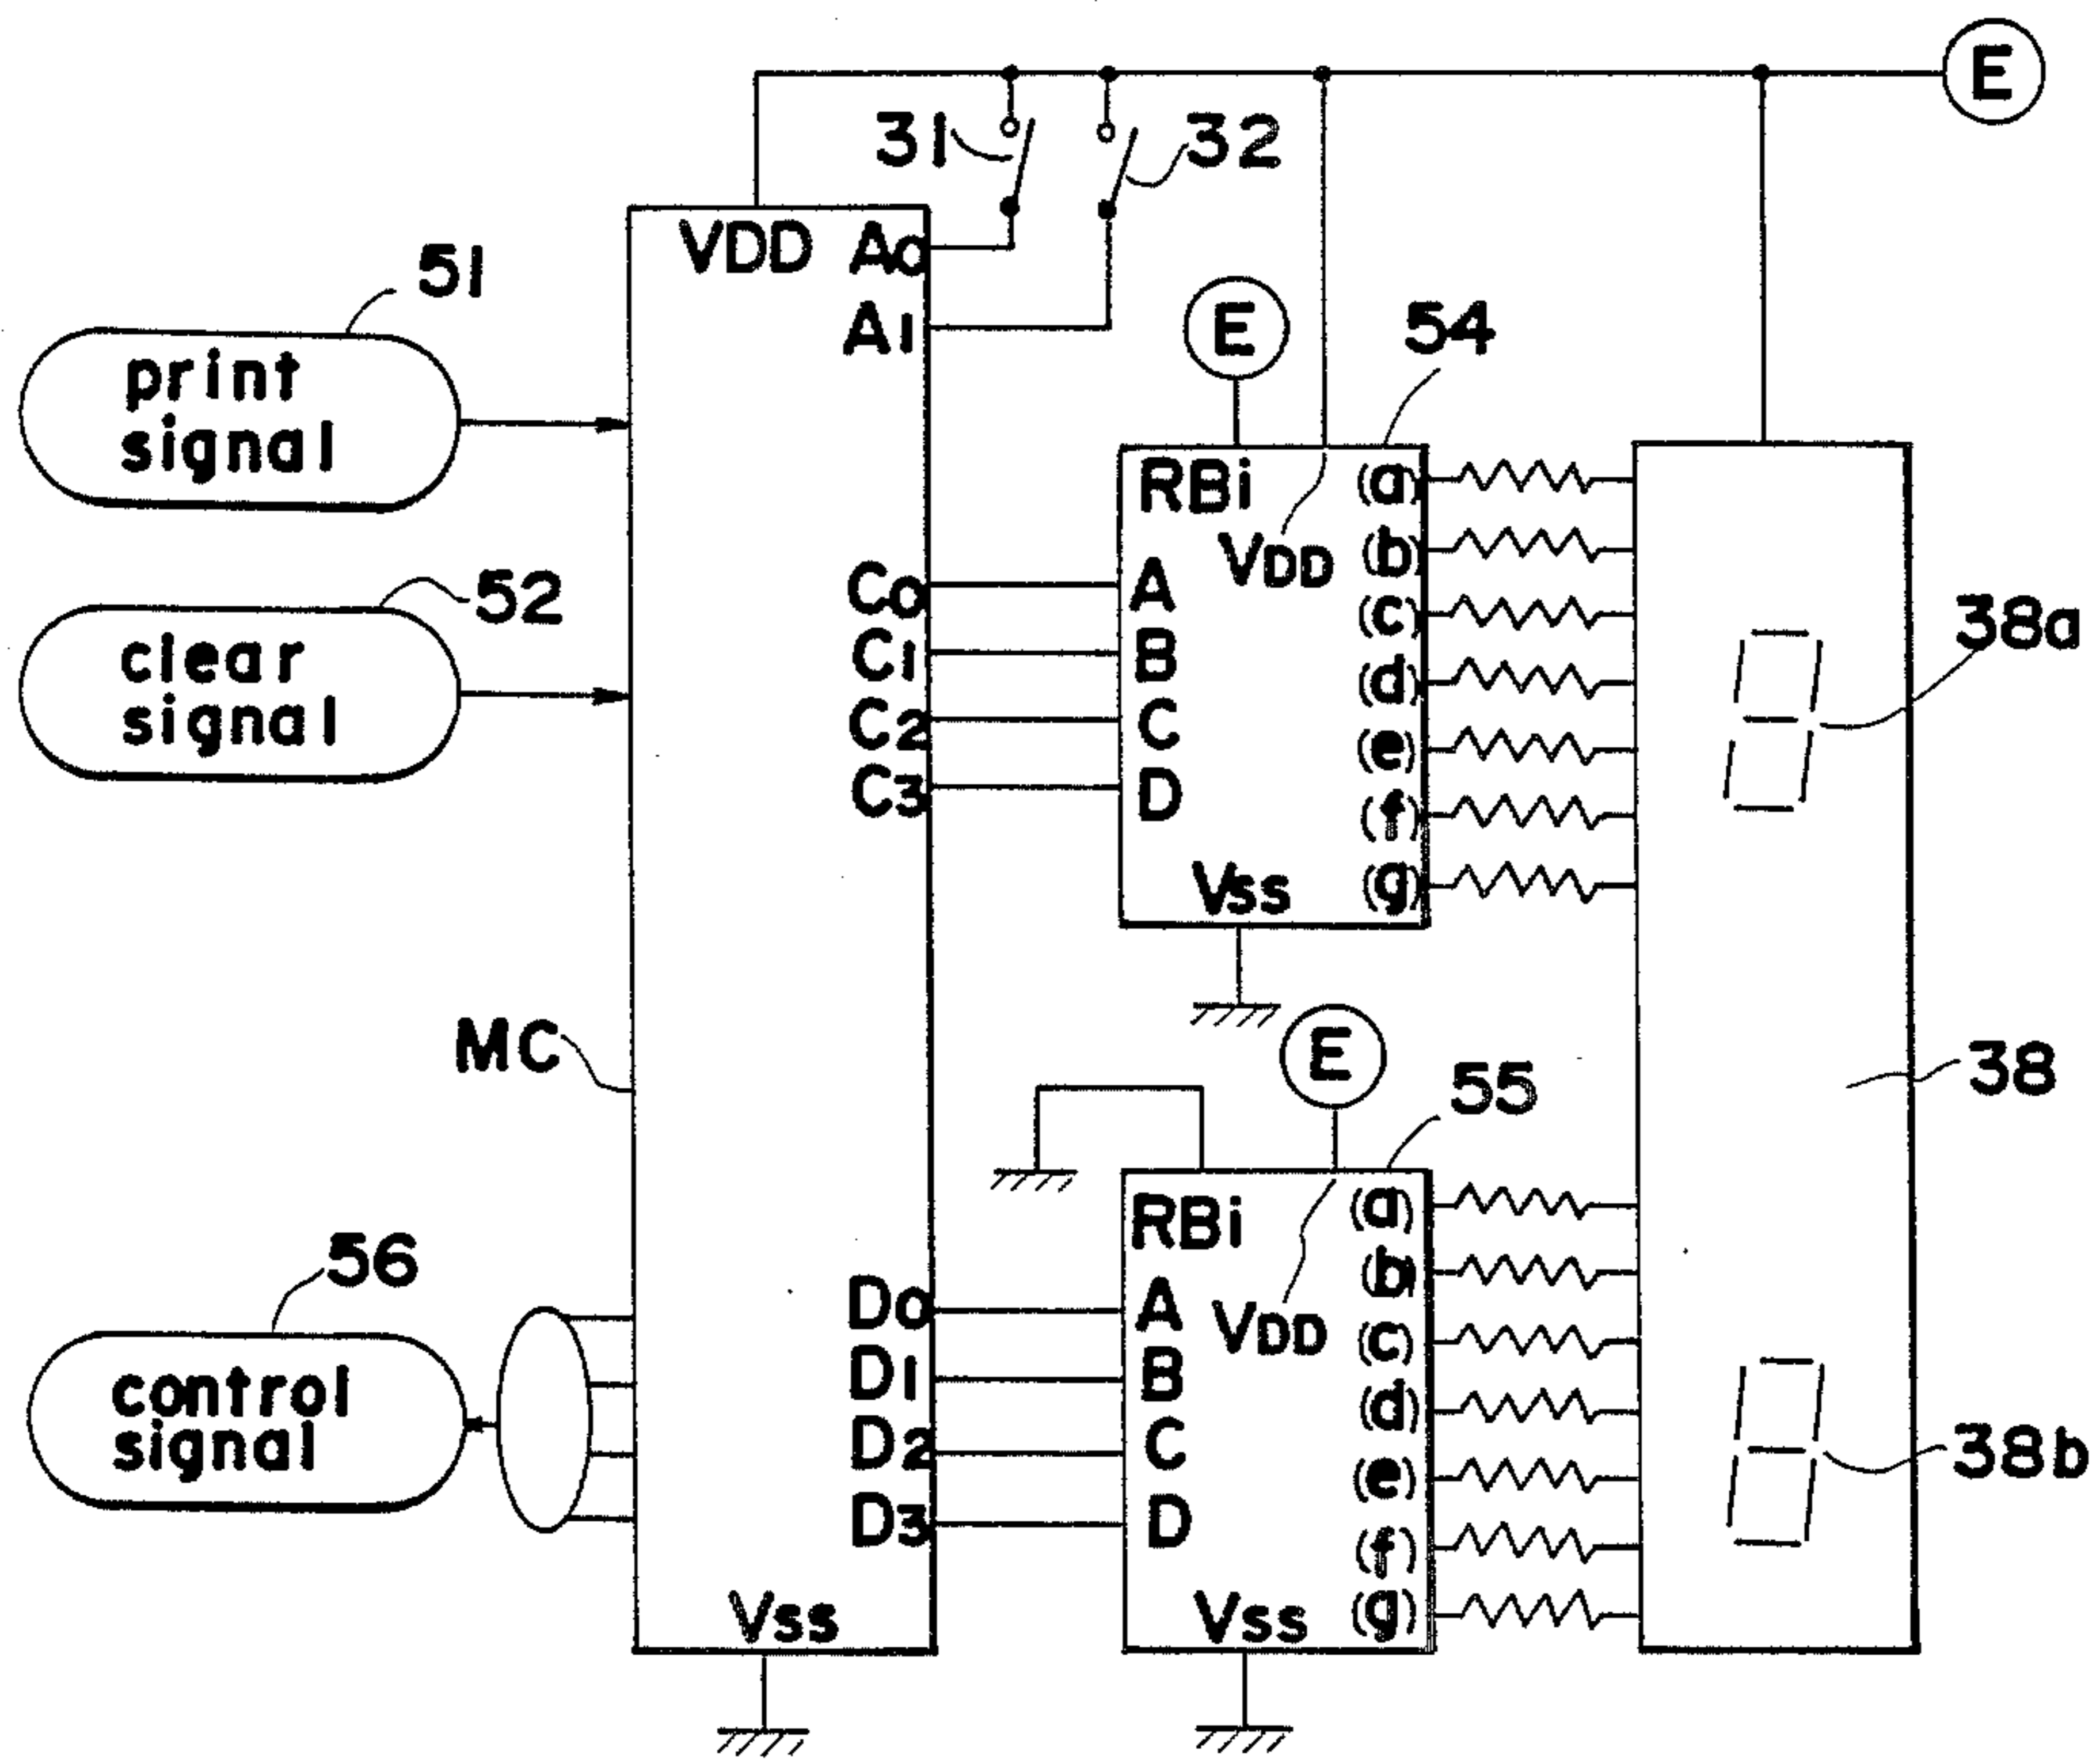 E
31
32
VDD
A0
A1
51
print
signal
E
54
RBi
VDD
(a)
(b)
(c)
(d)
(e)
(f)
(g)
52
clear
signal
C0
C1
C2
C3
A
B
C
D
Vss
38a
MC
E
55
38
RBi
VDD
(a)
(b)
(c)
(d)
(e)
(f)
(g)
56
control
signal
D0
D1
D2
D3
A
B
C
D
38b
Vss
Vss